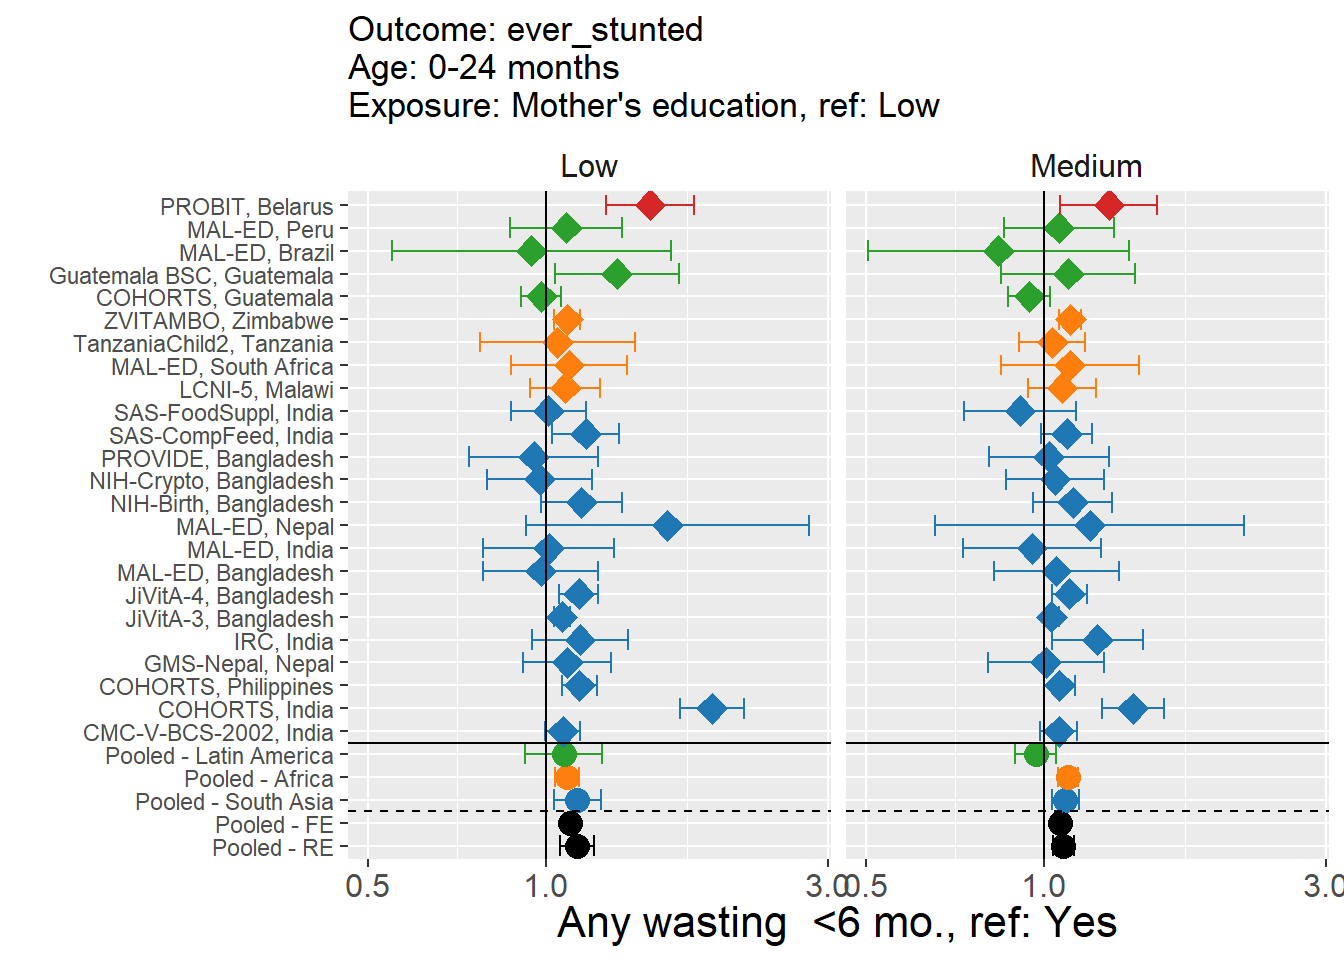 Outcome: ever_stunted
Age: 0-24 months
Exposure: Mother's education, ref: Low
Low
Medium
PROBIT, Belarus
MAL-ED, Peru
MAL-ED, Brazil
Guatemala BSC, Guatemala
COHORTS, Guatemala
ZVITAMBO, Zimbabwe
TanzaniaChild2, Tanzania
MAL-ED, South Africa
LCNI-5, Malawi
SAS-FoodSuppl, India
SAS-CompFeed, India
PROVIDE, Bangladesh
NIH-Crypto, Bangladesh
NIH-Birth, Bangladesh
MAL-ED, Nepal
MAL-ED, India
MAL-ED, Bangladesh
JiVitA-4, Bangladesh
JiVitA-3, Bangladesh
IRC, India
GMS-Nepal, Nepal
COHORTS, Philippines
COHORTS, India
CMC-V-BCS-2002, India
Pooled - Latin America
Pooled - Africa
Pooled - South Asia
Pooled - FE
Pooled - RE
0.5 1.0 3.0 0.5 1.0 3.0
Any wasting  <6 mo., ref: Yes